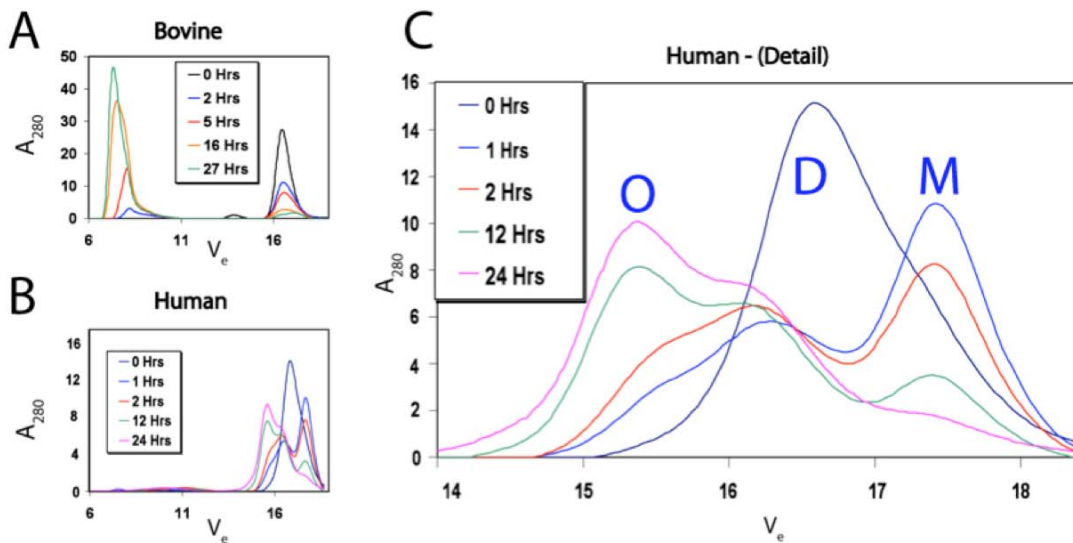 A
Bovine
50
40
30
20
10
0
A280
0 Hrs
2 Hrs
5 Hrs
16 Hrs
27 Hrs
6 11 16
Ve
B
Human
16
12
8
4
0
A280
0 Hrs
1 Hrs
2 Hrs
12 Hrs
24 Hrs
6 11 16
Ve
C
Human - (Detail)
16
14
12
10
8
6
4
2
0
A280
0 Hrs
1 Hrs
2 Hrs
12 Hrs
24 Hrs
O D M
14 15 16 17 18
Ve